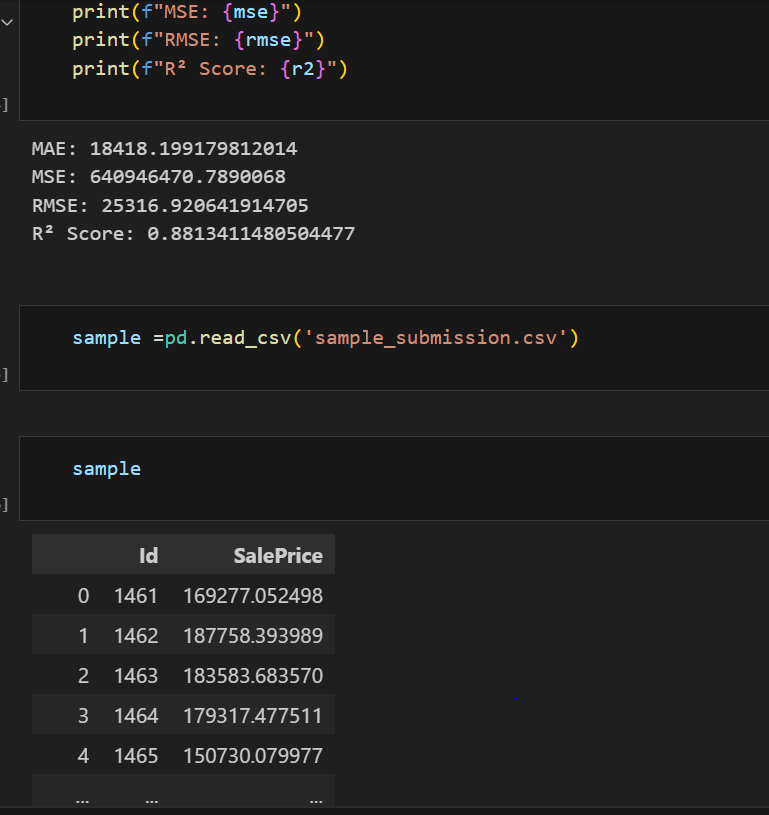 print(f"MSE: {mse}")
print(f"RMSE: {rmse}")
print(f"R² Score: {r2}")
]
MAE: 18418.199179812014
MSE: 640946470.7890068
RMSE: 25316.920641914705
R² Score: 0.8813411480504477
sample =pd.read_csv('sample_submission.csv')
]
sample
]
Id SalePrice
0 1461 169277.052498
1 1462 187758.393989
2 1463 183583.683570
3 1464 179317.477511
4 1465 150730.079977
... ... ...